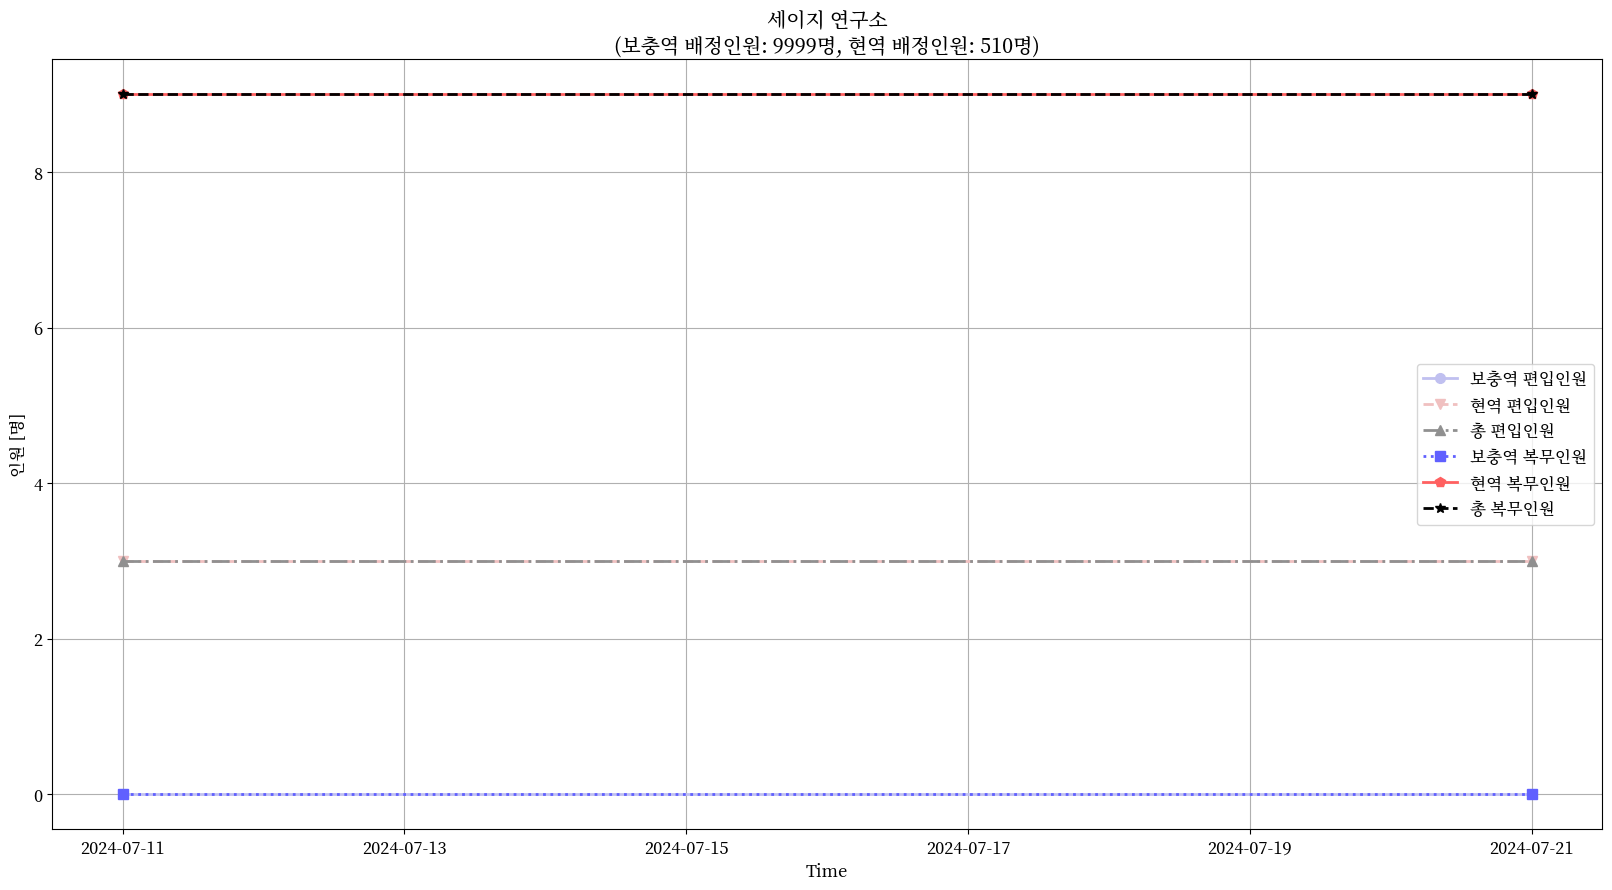 세이지 연구소
(보충역 배정인원: 9999명, 현역 배정인원: 510명)
인원 [명]
8
6
4
2
0
보충역 편입인원
현역 편입인원
총 편입인원
보충역 복무인원
현역 복무인원
총 복무인원
2024-07-11
2024-07-13
2024-07-15
2024-07-17
2024-07-19
2024-07-21
Time